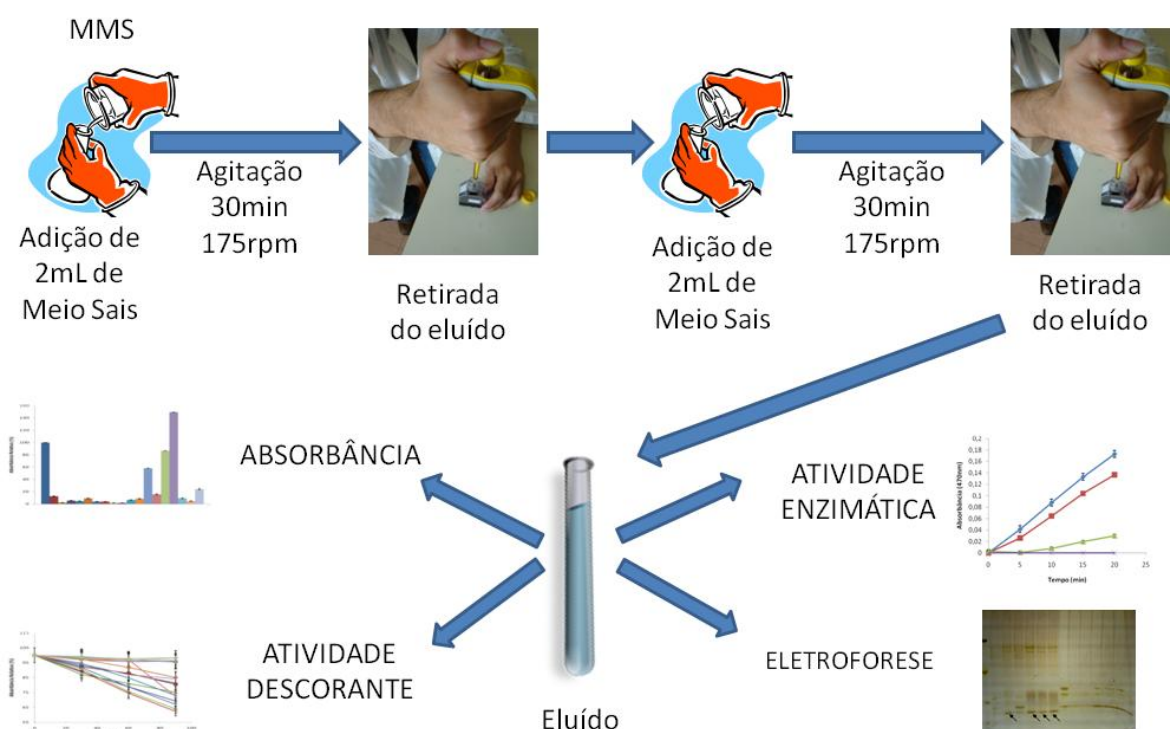 MMS
Adição de
2mL de
Meio Sais
Agitação
30min
175rpm
Retirada
do eluído
Adição de
2mL de
Meio Sais
Agitação
30min
175rpm
Retirada
do eluído
ABSORBÂNCIA
ATIVIDADE
ENZIMÁTICA
ATIVIDADE
DESCORANTE
ELETROFORESE
Eluído
Absorbância (470nm)
0,2
0,18
0,16
0,14
0,12
0,1
0,08
0,06
0,04
0,02
0
0 5 10 15 20 25
Tempo (min)